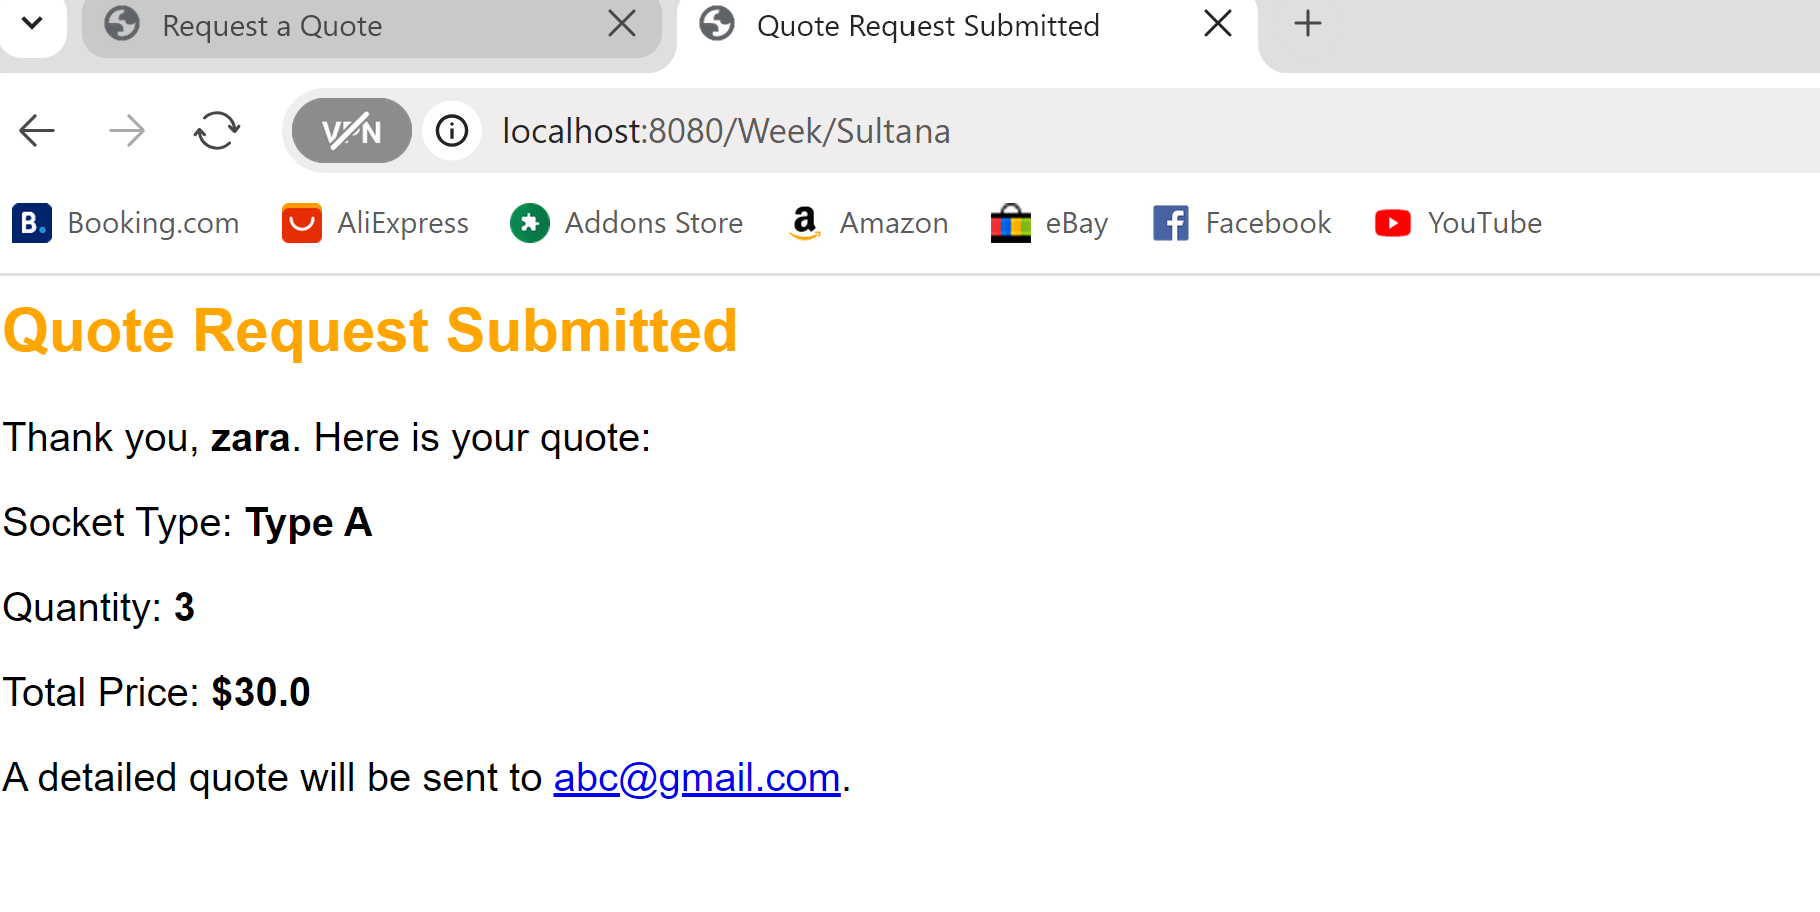 Request a Quote
Quote Request Submitted
VPN
localhost:8080/Week/Sultana
B. Booking.com
AliExpress
Addons Store
a Amazon
eBay
f Facebook
YouTube
Quote Request Submitted
Thank you, zara. Here is your quote:
Socket Type: Type A
Quantity: 3
Total Price: $30.0
A detailed quote will be sent to abc@gmail.com.